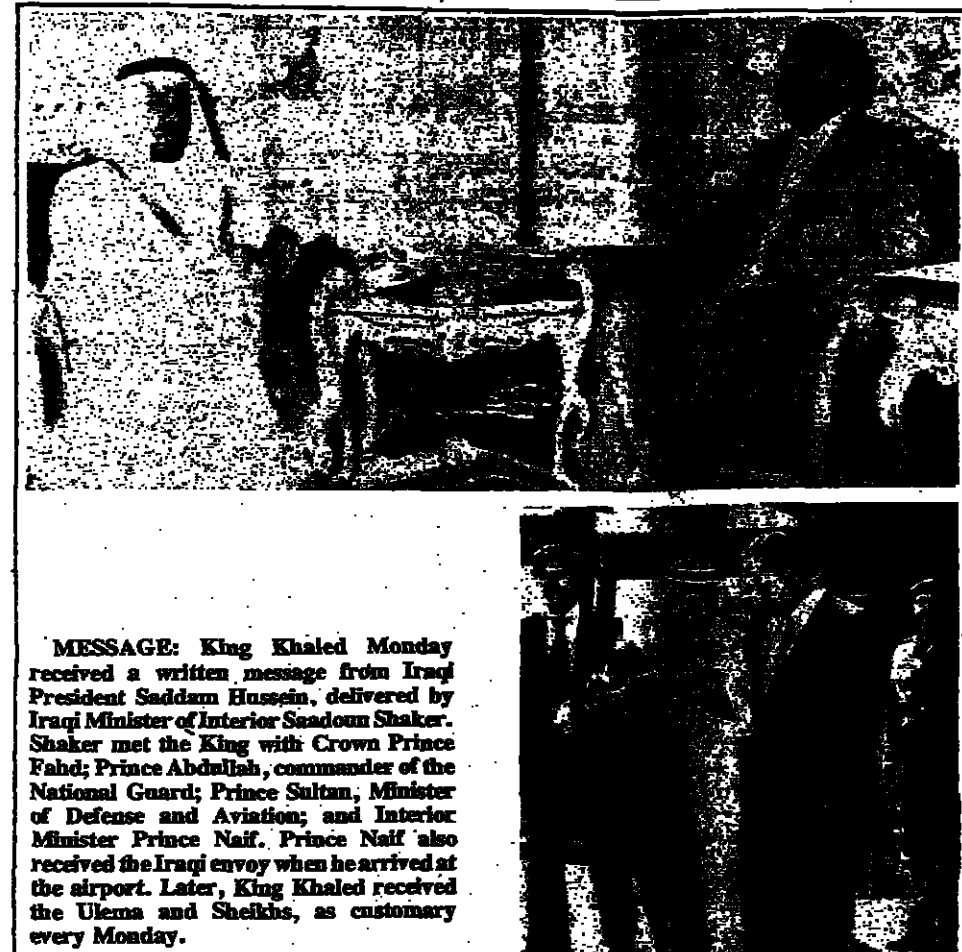 MESSAGE: King Khaled Monday
received a written message from Iraqi
President Saddam Hussein, delivered by
Iraqi Minister of Interior Saadoun Shaker.
Shaker met the King with Crown Prince
Fahd; Prince Abdullah, commander of the
National Guard; Prince Sultan, Minister
of Defense and Aviation; and Interior
Minister Prince Naif. Prince Naif also
received the Iraqi envoy when he arrived at
the airport. Later, King Khaled received
the Ulema and Sheikhs, as customary
every Monday.